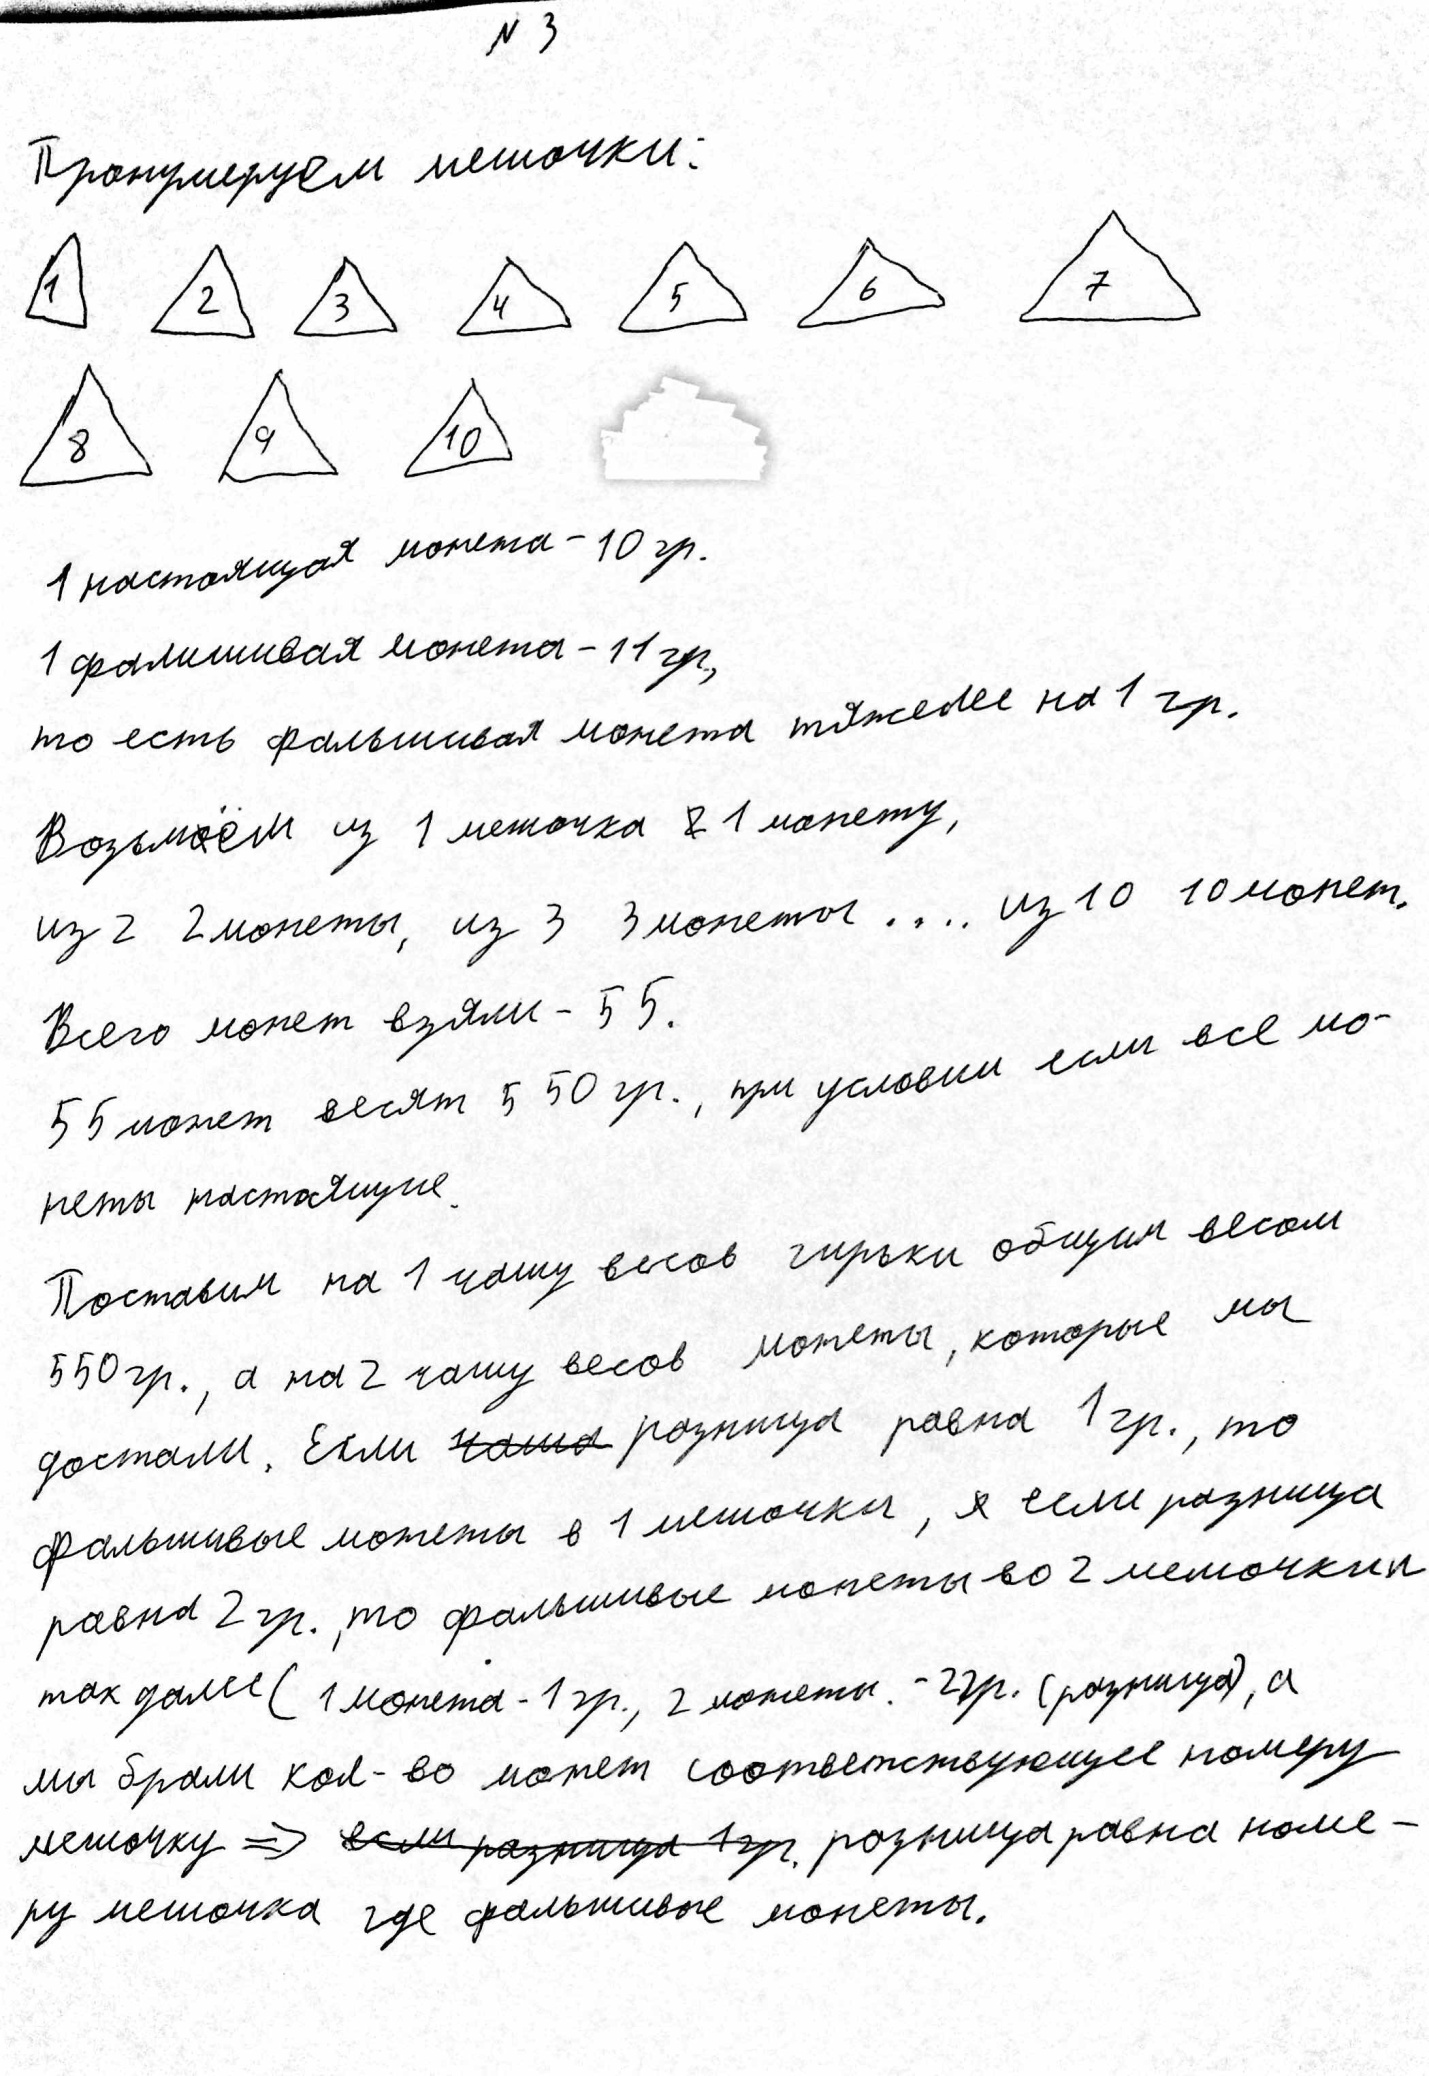 N 3
Пронумеруем мешочки:
1 2 3 4 5 6 7
8 9 10
1 настоящая монета - 10 гр.
1 фальшивая монета - 11 гр.,
то есть фальшивая монета тяжелее на 1 гр.
Возьмём из 1 мешочка 1 монету,
из 2 2 монеты, из 3 3 монеты .... из 10 10 монет.
Всего монет взяли - 55.
55 монет весят 550 гр., при условии если все мо-
неты настоящие.
Поставим на 1 чашу весов гирьки общим весом
550 гр., а на 2 чашу весов монеты, которые мы
достали. Если чаша разница равна 1 гр., то
фальшивые монеты в 1 мешочки, а если разница
равна 2 гр., то фальшивые монеты во 2 мешочки и
так далее ( 1 монета - 1 гр., 2 монеты. - 2 гр. (разница), а
мы брали кол-во монет соответствующее номеру
мешочку => если разница 1 гр. разница равна номе-
ру мешочка где фальшивые монеты.